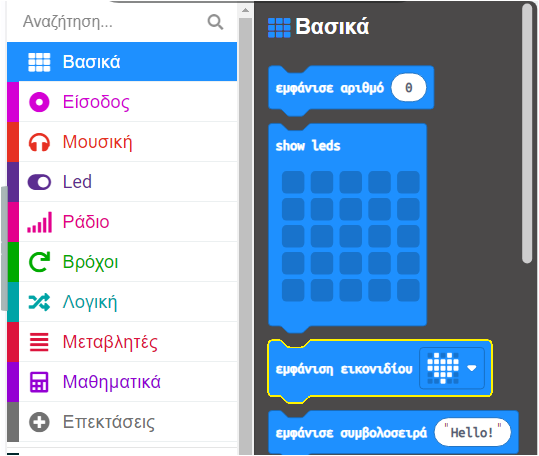 Αναζήτηση...
Βασικά
Είσοδος
Μουσική
Led
Ράδιο
Βρόχοι
Λογική
Μεταβλητές
Μαθηματικά
Επεκτάσεις
Βασικά
εμφάνισε αριθμό 0
show leds
εμφάνιση εικονιδίου
εμφάνισε συμβολοσειρά "Hello!"